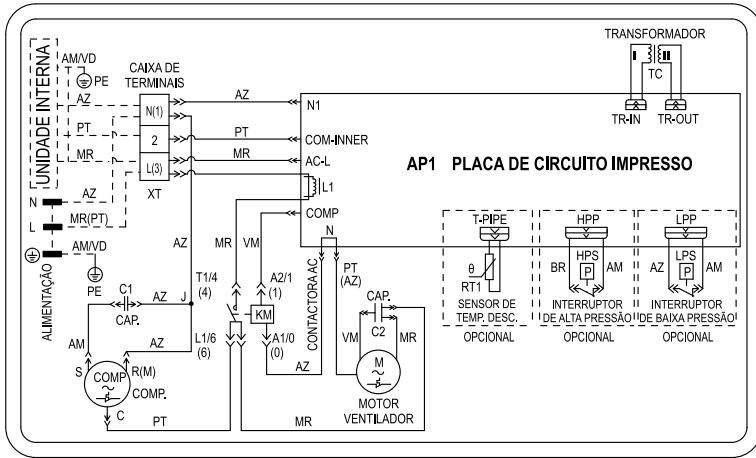 TRANSFORMADOR
I II
TC
TR-IN TR-OUT
AM/VD
PE
UNIDADE INTERNA
AZ
PT
MR
CAIXA DE
TERMINAIS
N(1)
2
L(3)
XT
AZ
PT
MR
N1
COM-INNER
AC-L
L1
COMP
N
AP1 PLACA DE CIRCUITO IMPRESSO
N
L
AZ
MR(PT)
AM/VD
PE
ALIMENTAÇÃO
AZ
MR
VM
T1/4
(4)
A2/1
(1)
KM
L1/6
(6)
A1/0
(0)
CONTACTORA AC
PT
(AZ)
C1
CAP.
AZ
J
AM
AZ
S
R(M)
COMP
COMP.
C
PT
AZ
MR
CAP.
C2
VM
MR
M
MOTOR
VENTILADOR
T-PIPE
θ
RT1
SENSOR DE
TEMP. DESC.
OPCIONAL
HPP
HPS
BR
P
AM
INTERRUPTOR
DE ALTA PRESSÃO
OPCIONAL
LPP
LPS
AZ
P
AM
INTERRUPTOR
DE BAIXA PRESSÃO
OPCIONAL